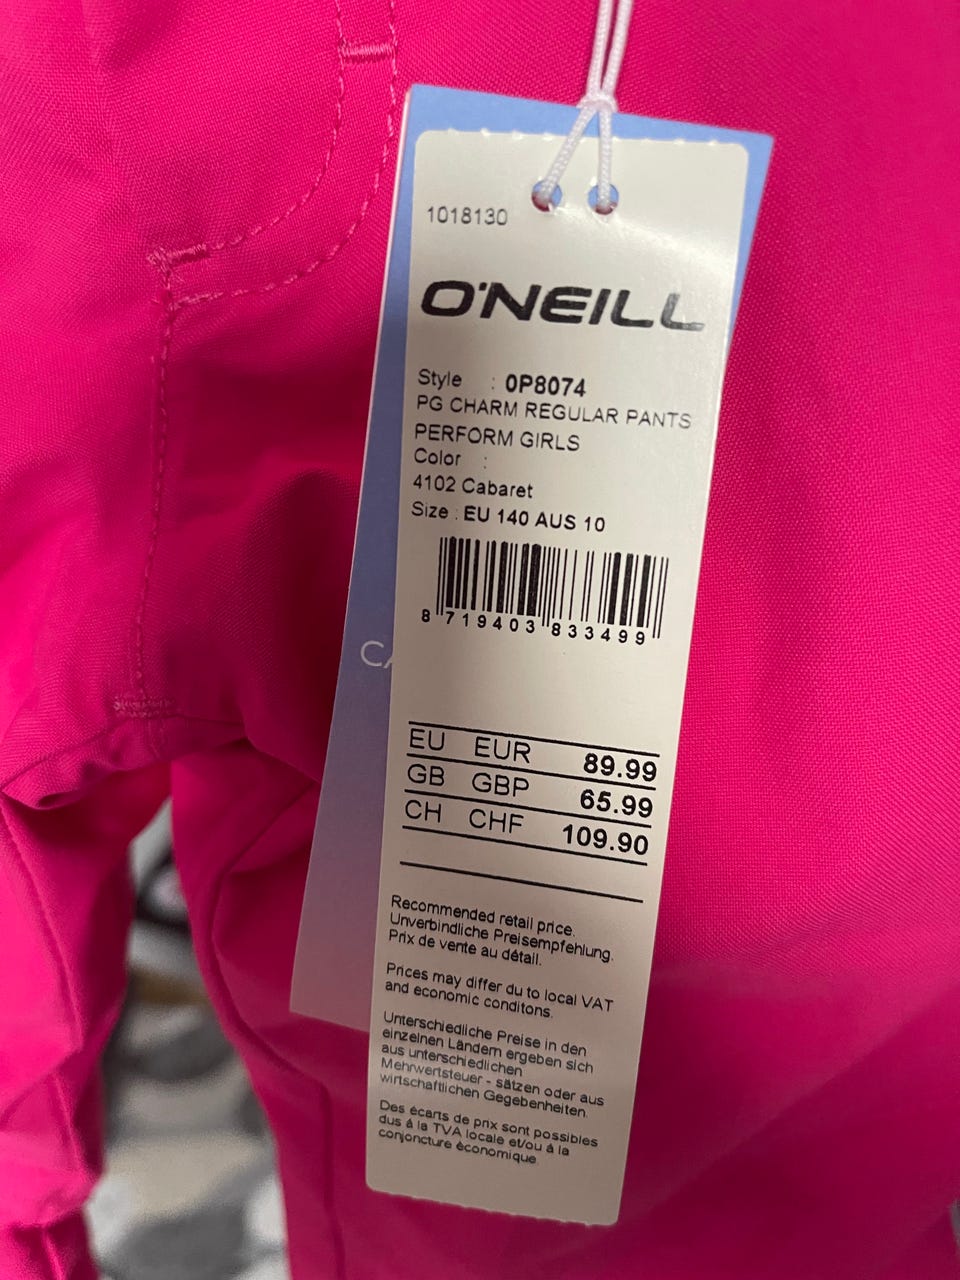 1018130
O'NEILL
Style : 0P8074
PG CHARM REGULAR PANTS
PERFORM GIRLS
Color :
4102 Cabaret
Size : EU 140 AUS 10
8 719403 833499
CA
EU EUR 89.99
GB GBP 65.99
CH CHF 109.90
Recommended retail price.
Unverbindliche Preisempfehlung.
Prix de vente au détail.
Prices may differ du to local VAT
and economic conditons.
Unterschiedliche Preise in den
einzelnen Ländern ergeben sich
aus unterschiedlichen
Mehrwertsteuer - sätzen oder aus
wirtschaftlichen Gegebenheiten.
Des écarts de prix sont possibles
dus á la TVA locale et/ou á la
conjoncture économique.